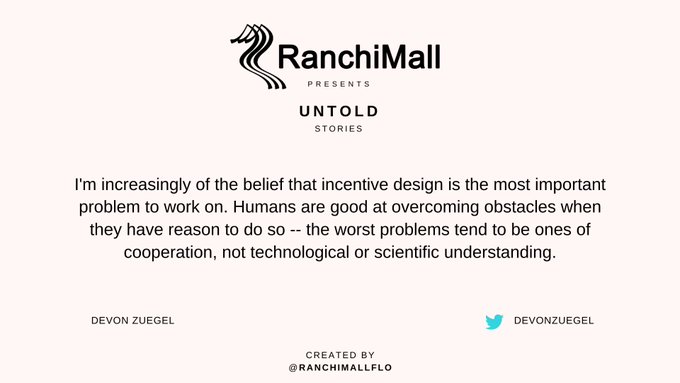 RanchiMall
PRESENTS
UNTOLD
STORIES
I'm increasingly of the belief that incentive design is the most important
problem to work on. Humans are good at overcoming obstacles when
they have reason to do so -- the worst problems tend to be ones of
cooperation, not technological or scientific understanding.
DEVON ZUEGEL
DEVONZUEGEL
CREATED BY
@RANCHIMALLFLO